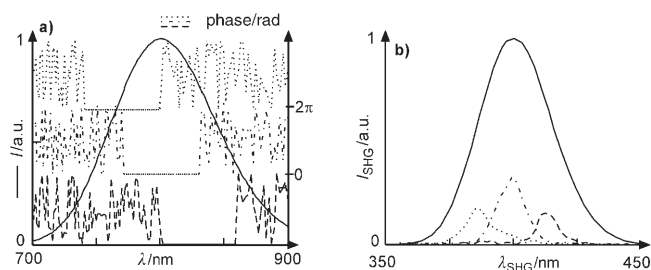 a)
phase/rad
1
I/a.u.
0
2π
0
700
λ/nm
900
b)
1
I_SHG/a.u.
0
350
λ_SHG/nm
450